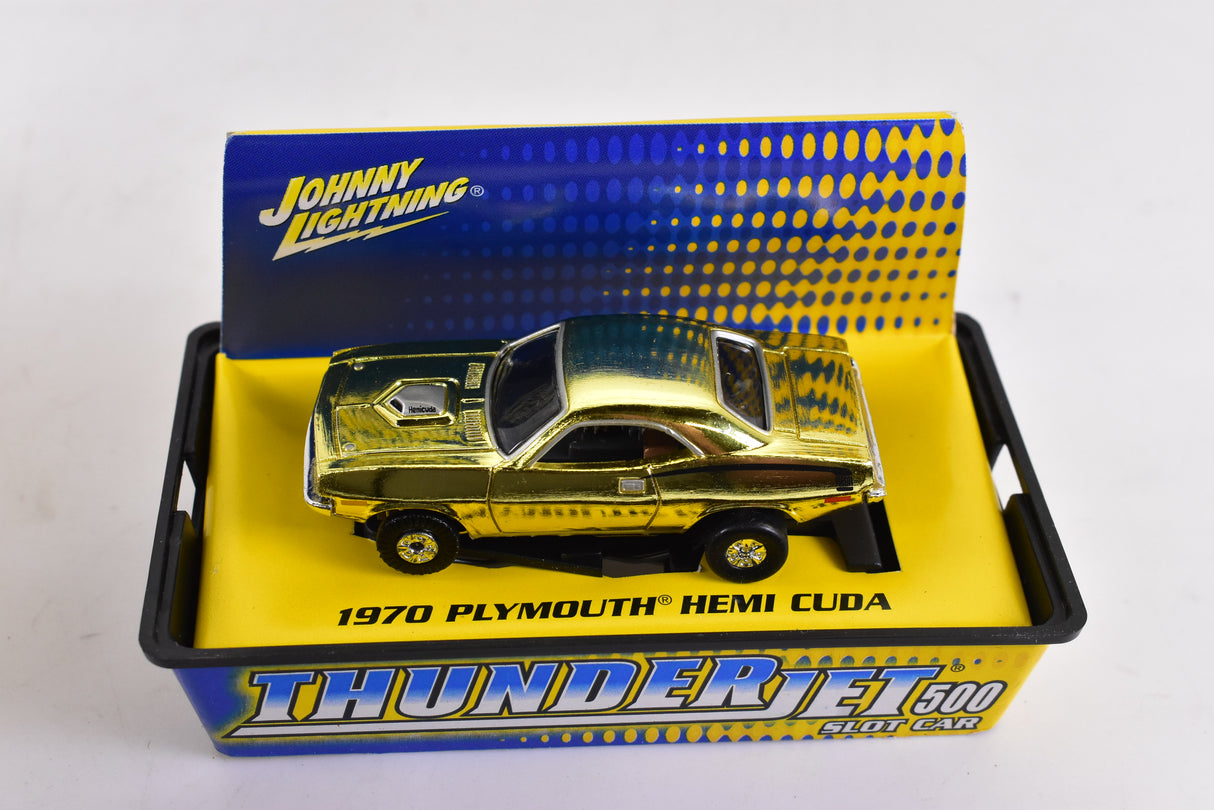 JOHNNY
LIGHTNING®
Hemicuda
1970 PLYMOUTH® HEMI CUDA
THUNDERJET® 500
SLOT CAR